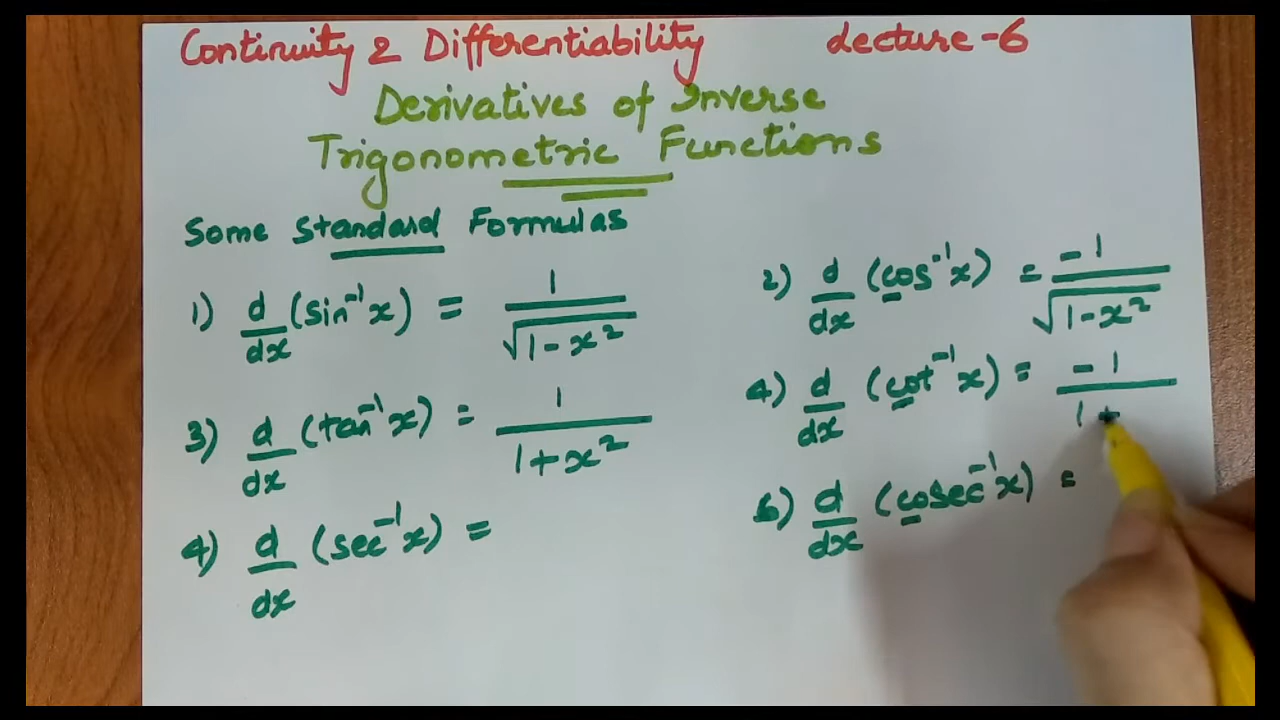 Continuity & Differentiability Lecture-6
Derivatives of Inverse
Trigonometric Functions
Some Standard Formulas
1) d/dx (sin⁻¹x) = 1/√(1-x²)
2) d/dx (cos⁻¹x) = -1/√(1-x²)
3) d/dx (tan⁻¹x) = 1/(1+x²)
4) d/dx (cot⁻¹x) = -1/(1+
4) d/dx (sec⁻¹x) =
6) d/dx (cosec⁻¹x) =